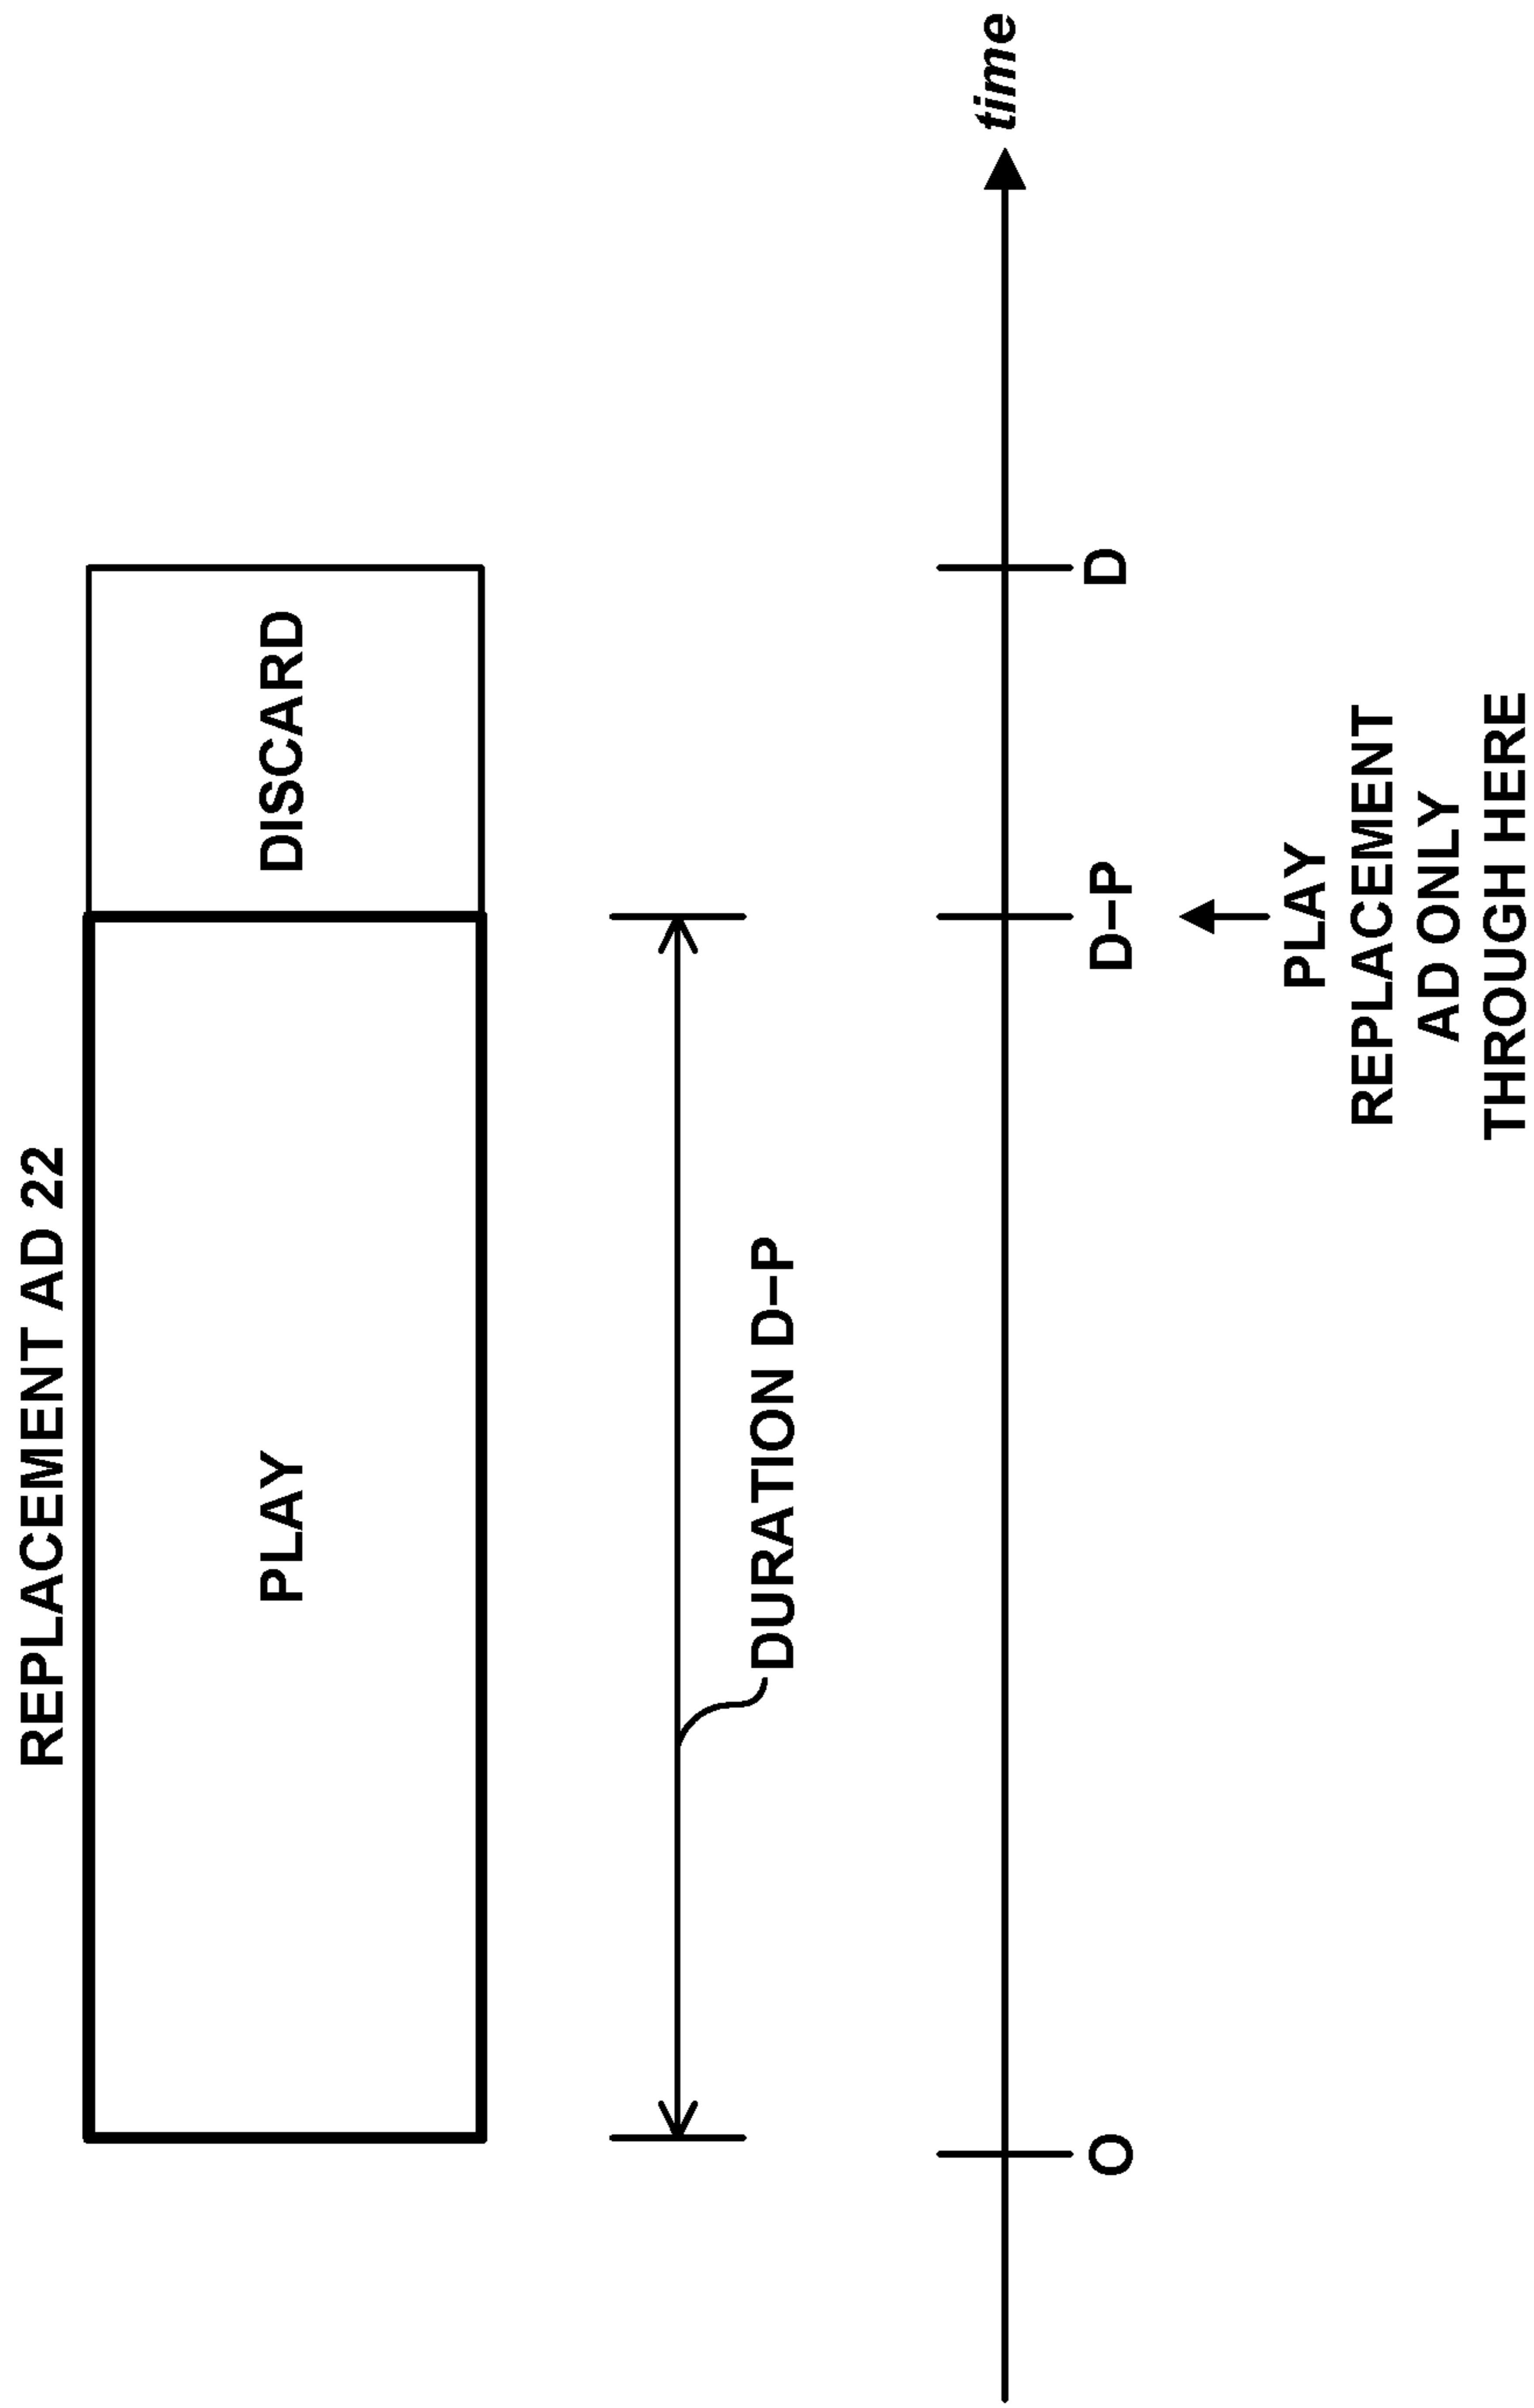 REPLACEMENT AD 22
PLAY
DISCARD
DURATION D–P
time
O
D–P
D
PLAY
REPLACEMENT
AD ONLY
THROUGH HERE